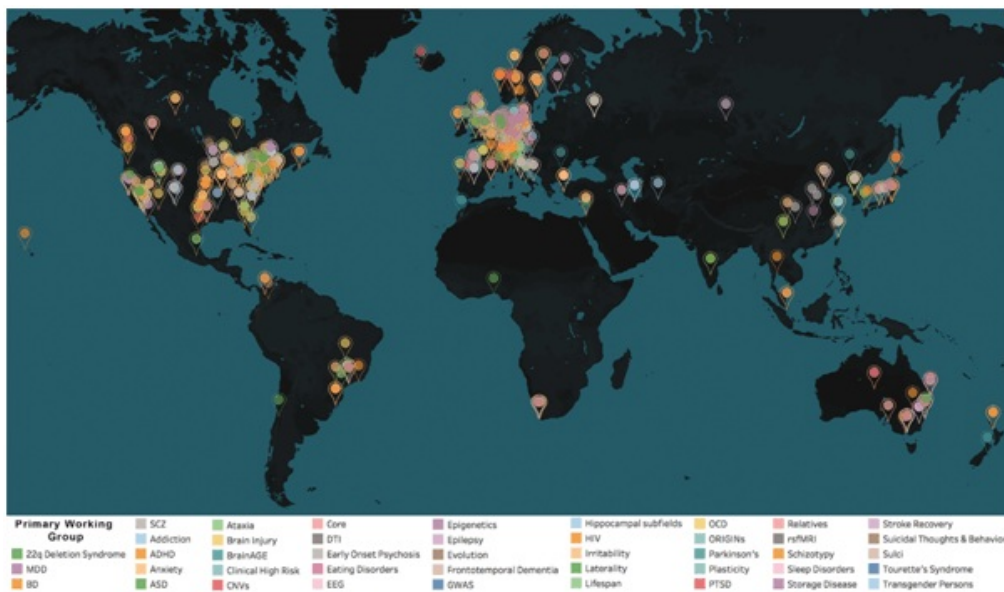 Primary Working
Group
22q Deletion Syndrome
MDD
BD
SCZ
Addiction
ADHD
Anxiety
ASD
Ataxia
Brain Injury
BrainAGE
Clinical High Risk
CNVs
Core
DTI
Early Onset Psychosis
Eating Disorders
EEG
Epigenetics
Epilepsy
Evolution
Frontotemporal Dementia
GWAS
Hippocampal subfields
HIV
Irritability
Laterality
Lifespan
OCD
ORIGINs
Parkinson's
Plasticity
PTSD
Relatives
rsfMRI
Schizotypy
Sleep Disorders
Storage Disease
Stroke Recovery
Suicidal Thoughts & Behavior
Sulci
Tourette's Syndrome
Transgender Persons